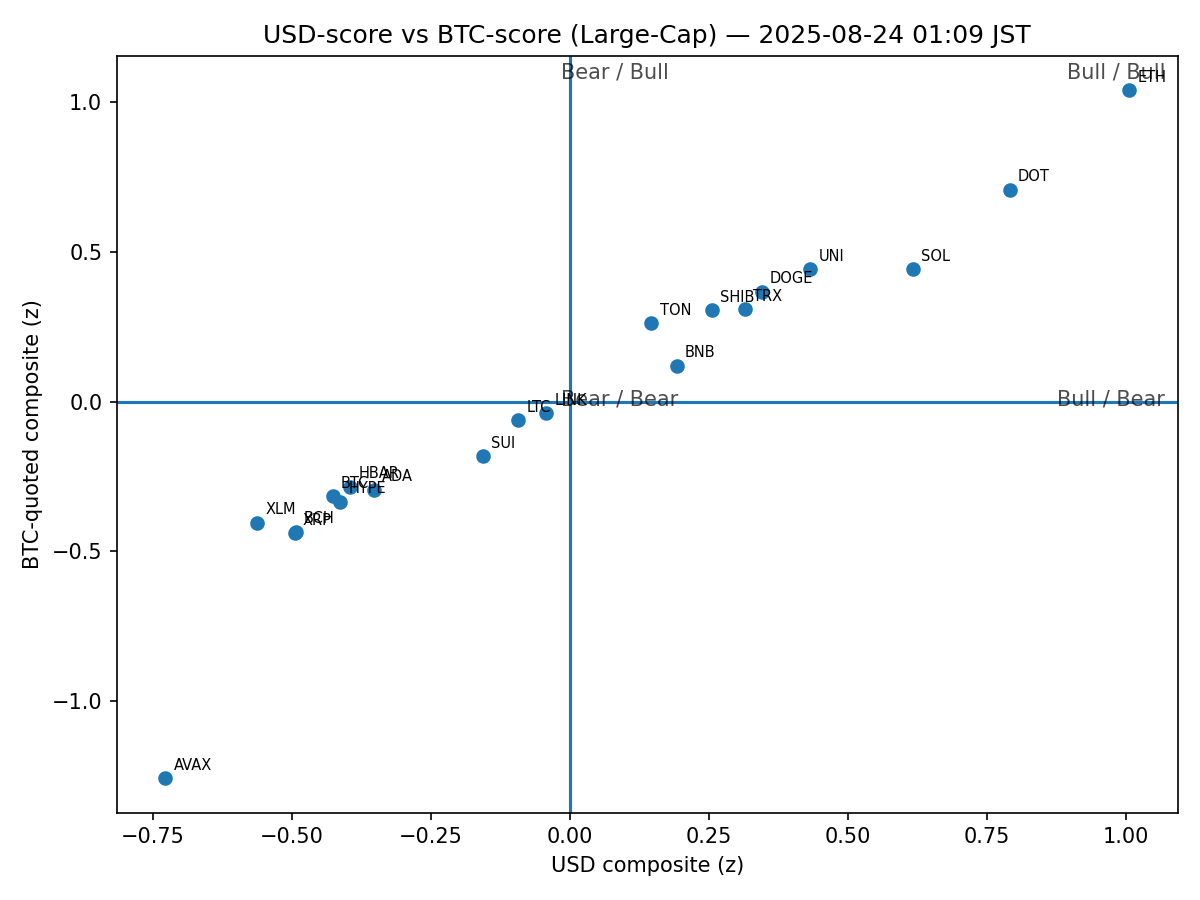 USD-score vs BTC-score (Large-Cap) — 2025-08-24 01:09 JST
Bear / Bull
Bull / Bull
ETH
1.0
DOT
0.5
UNI
SOL
DOGE
SHIB
TRX
TON
BNB
0.0
LINK
Bear / Bear
Bull / Bear
LTC
SUI
HBAR
ADA
BTC
HYPE
XLM
BCH
XRP
−0.5
−1.0
AVAX
BTC-quoted composite (z)
−0.75
−0.50
−0.25
0.00
0.25
0.50
0.75
1.00
USD composite (z)